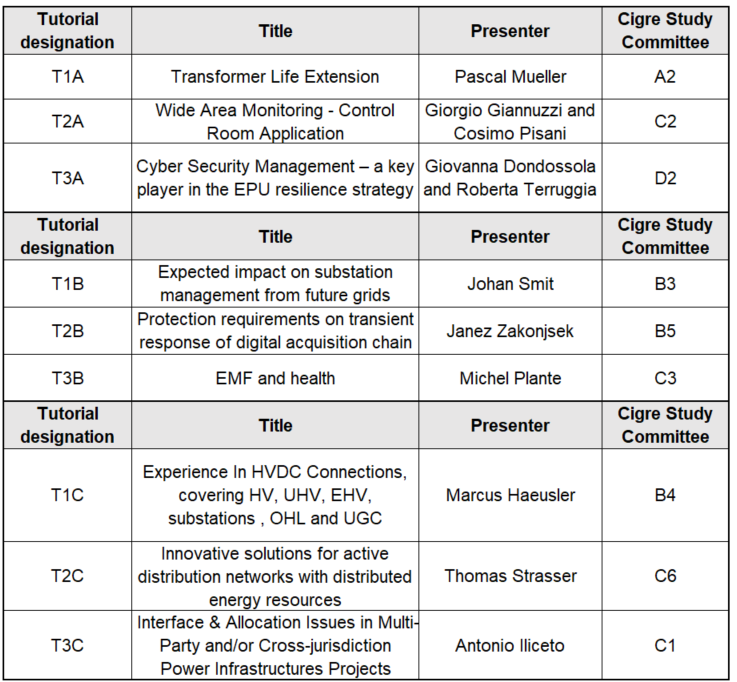 Tutorial designation Title Presenter Cigre Study Committee
T1A Transformer Life Extension Pascal Mueller A2
T2A Wide Area Monitoring - Control Room Application Giorgio Giannuzzi and Cosimo Pisani C2
T3A Cyber Security Management – a key player in the EPU resilience strategy Giovanna Dondossola and Roberta Terruggia D2
Tutorial designation Title Presenter Cigre Study Committee
T1B Expected impact on substation management from future grids Johan Smit B3
T2B Protection requirements on transient response of digital acquisition chain Janez Zakonjsek B5
T3B EMF and health Michel Plante C3
Tutorial designation Title Presenter Cigre Study Committee
T1C Experience In HVDC Connections, covering HV, UHV, EHV, substations , OHL and UGC Marcus Haeusler B4
T2C Innovative solutions for active distribution networks with distributed energy resources Thomas Strasser C6
T3C Interface & Allocation Issues in Multi-Party and/or Cross-jurisdiction Power Infrastructures Projects Antonio Iliceto C1